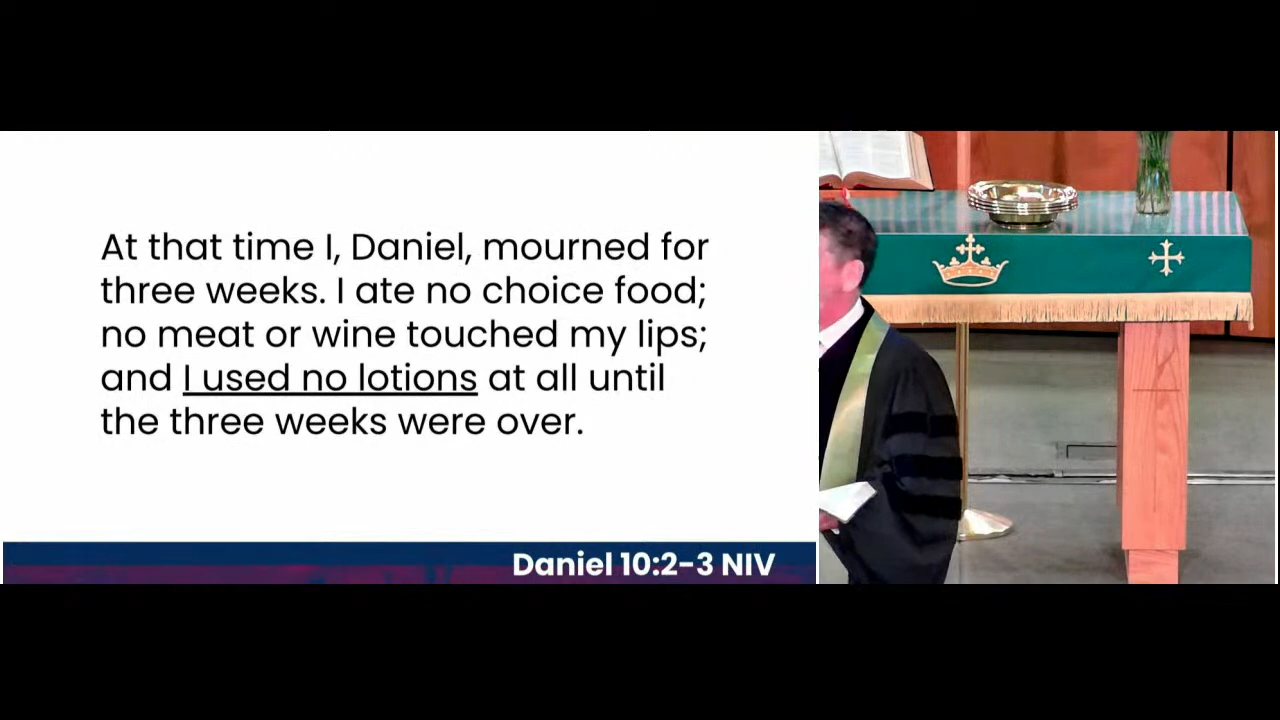 At that time I, Daniel, mourned for
three weeks. I ate no choice food;
no meat or wine touched my lips;
and I used no lotions at all until
the three weeks were over.
Daniel 10:2-3 NIV